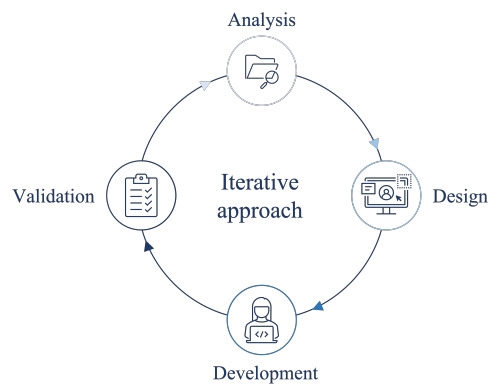 Analysis
Validation
Iterative
approach
Design
</>
Development